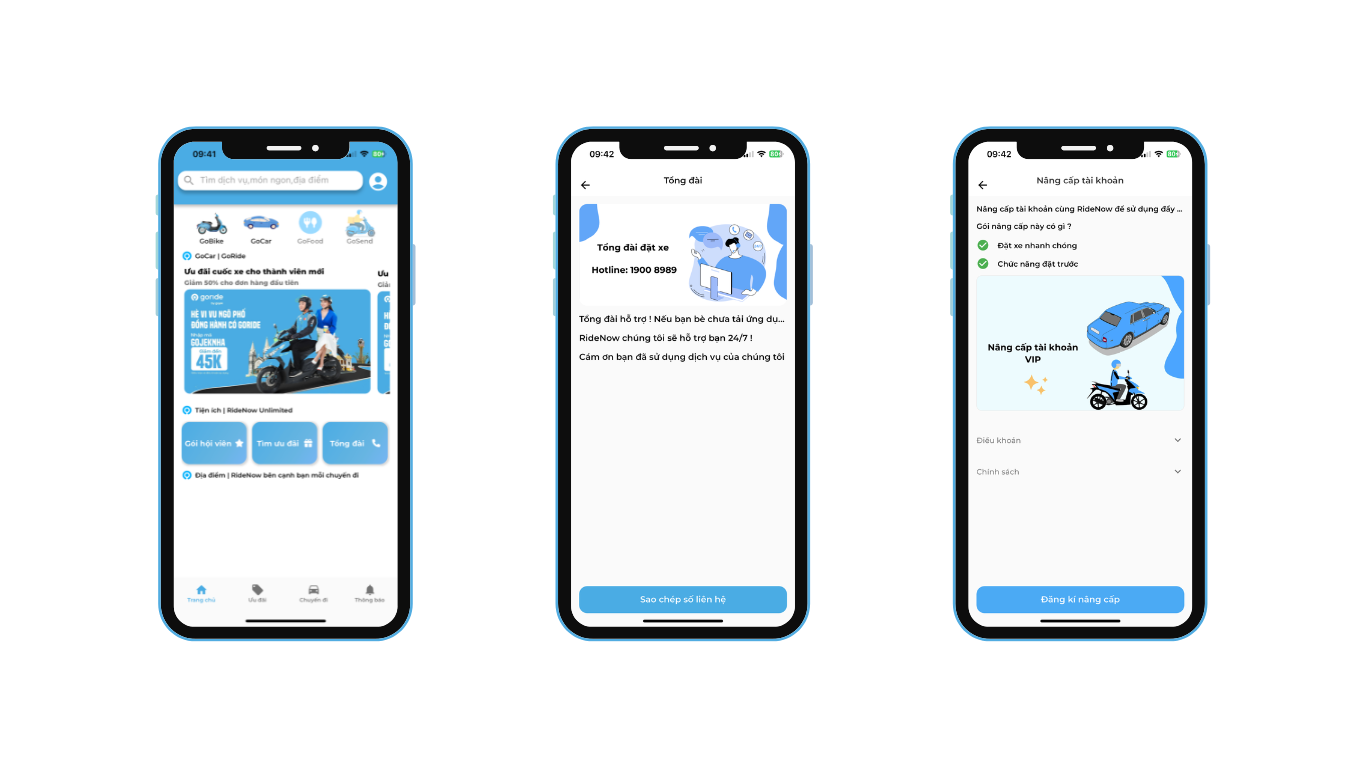 09:41
80+
Tìm dịch vụ,món ngon,địa điểm
GoBike
GoCar
GoFood
GoSend
GoCar | GoRide
Ưu đãi cuốc xe cho thành viên mới
Giảm 50% cho đơn hàng đầu tiên
Ưu
goride
HẺ VI VU NGÕ PHỐ
ĐỒNG HÀNH CÓ GORIDE
Nhập mã
GOJEKNHA
Giảm đến
45K
Tiện ích | RideNow Unlimited
Gói hội viên
Tìm ưu đãi
Tổng đài
Địa điểm | RideNow bên cạnh bạn mỗi chuyến đi
Trang chủ
Ưu đãi
Chuyến đi
Thông báo
09:42
80+
Tổng đài
Tổng đài đặt xe
Hotline: 1900 8989
Tổng đài hỗ trợ ! Nếu bạn bè chưa tải ứng dụ...
RideNow chúng tôi sẽ hỗ trợ bạn 24/7 !
Cám ơn bạn đã sử dụng dịch vụ của chúng tôi
Sao chép số liên hệ
09:42
80+
Nâng cấp tài khoản
Nâng cấp tài khoản cùng RideNow để sử dụng đầy ...
Gói nâng cấp này có gì ?
Đặt xe nhanh chóng
Chức năng đặt trước
Nâng cấp tài khoản
VIP
Điều khoản
Chính sách
Đăng kí nâng cấp